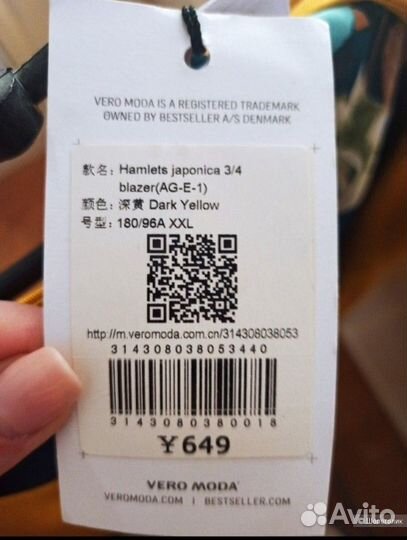 VERO MODA IS A REGISTERED TRADEMARK
OWNED BY BESTSELLER A/S DENMARK
款名：Hamlets japonica 3/4
blazer(AG-E-1)
颜色：深黄 Dark Yellow
号型：180/96A XXL
http://m.veromoda.com.cn/314308038053
314308038053440
3143080380018
￥649
VERO MODA
VEROMODA.COM | BESTSELLER.COM
Avito